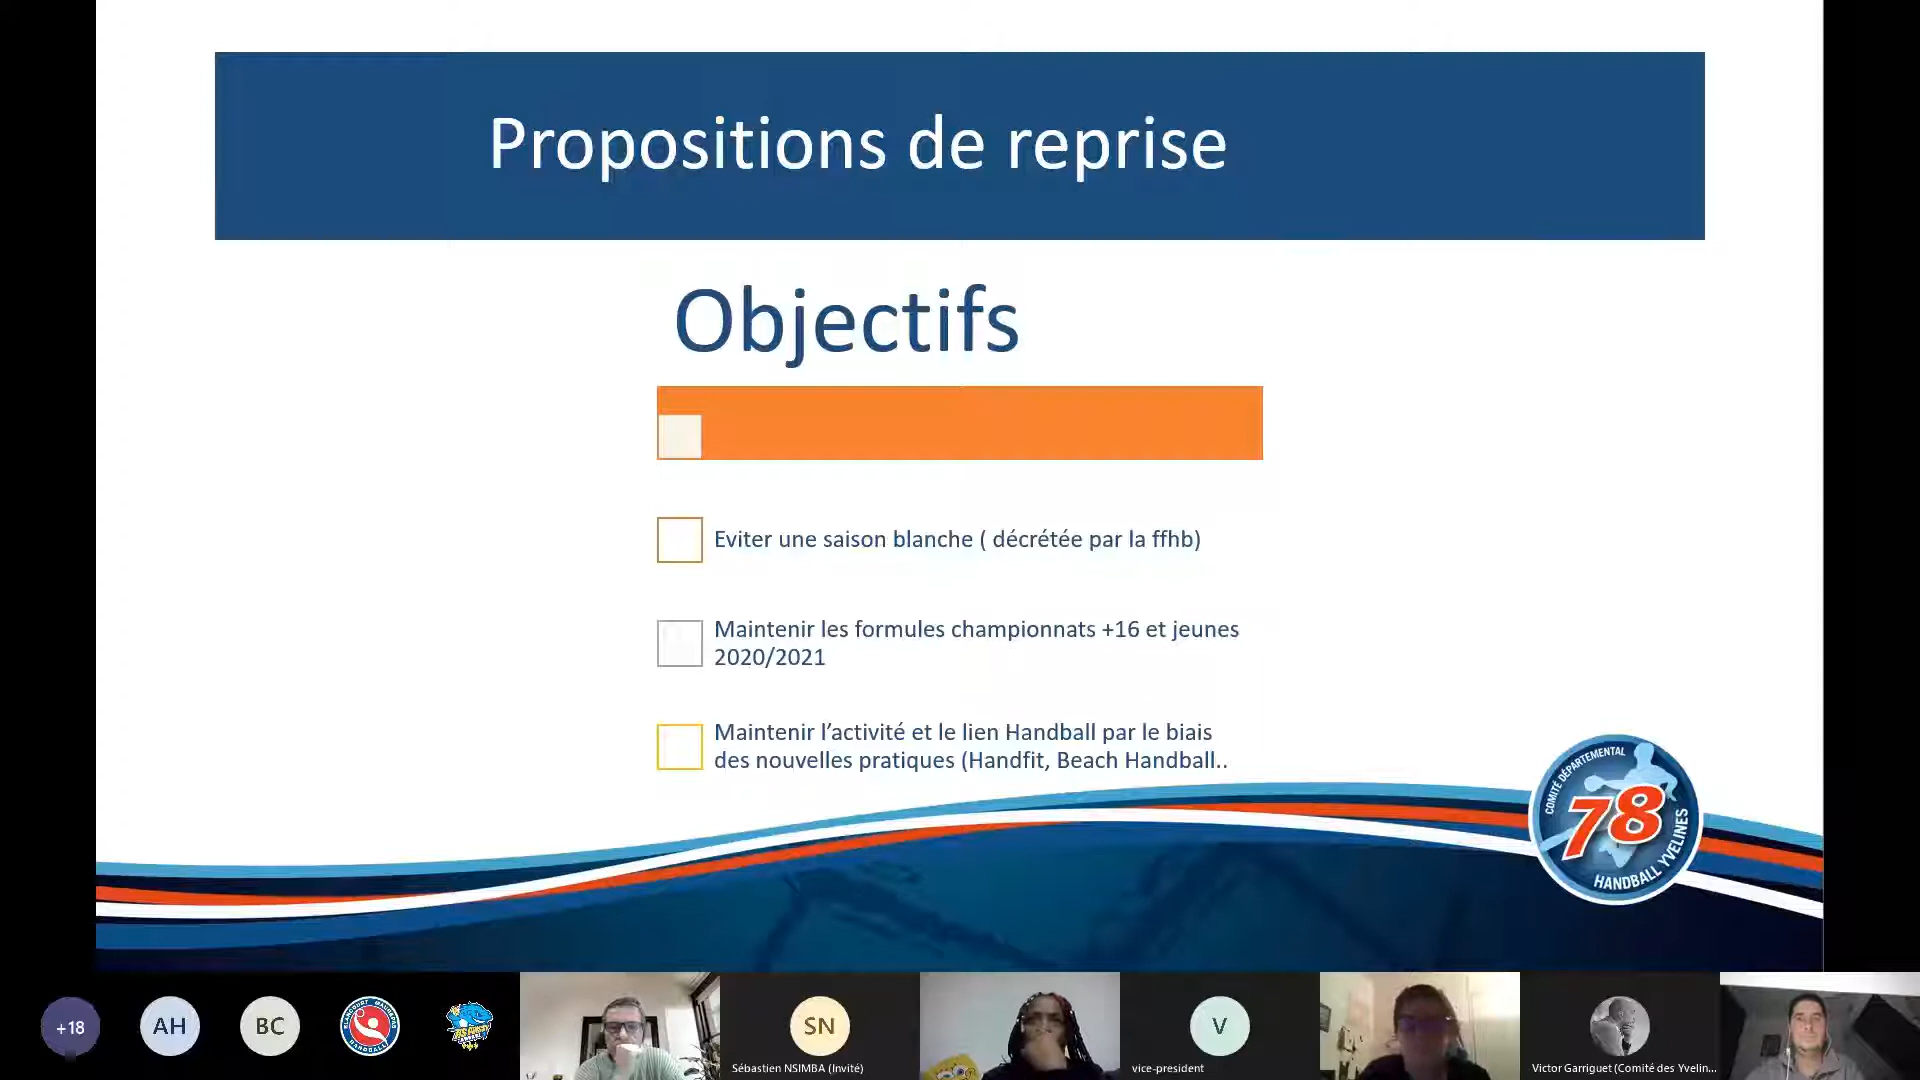 Propositions de reprise
Objectifs
Eviter une saison blanche ( décrétée par la ffhb)
Maintenir les formules championnats +16 et jeunes
2020/2021
Maintenir l’activité et le lien Handball par le biais
des nouvelles pratiques (Handfit, Beach Handball..
COMITÉ DÉPARTEMENTAL
78
HANDBALL YVELINES
+18
AH
BC
HANDBALL
SN
Sébastien NSIMBA (Invité)
V
vice-president
Victor Garriguet (Comité des Yvelin...